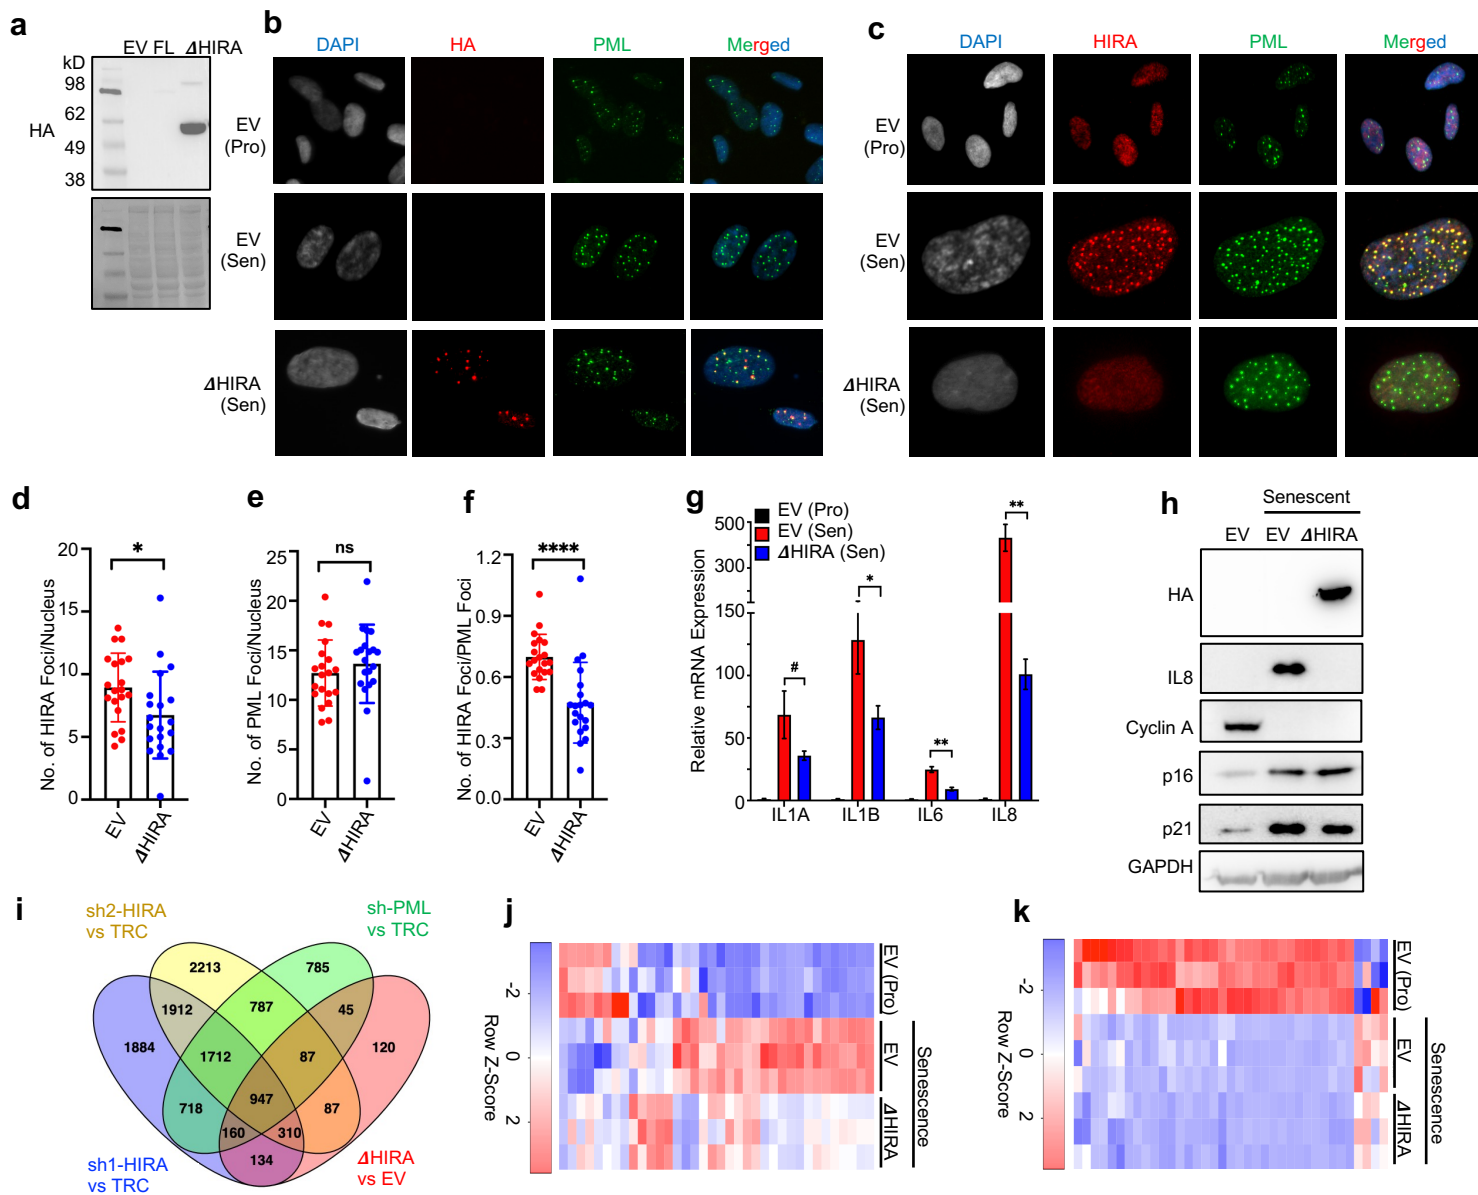 a
EV FL ΔHIRA
kD
98
62
HA
49
38
b
DAPI HA PML Merged
EV
(Pro)
EV
(Sen)
ΔHIRA
(Sen)
c
DAPI HIRA PML Merged
EV
(Pro)
EV
(Sen)
ΔHIRA
(Sen)
d
No. of HIRA Foci/Nucleus
20
15
10
5
0
*
EV
ΔHIRA
e
No. of PML Foci/Nucleus
25
20
15
10
5
0
ns
EV
ΔHIRA
f
No. of HIRA Foci/PML Foci
1.2
0.9
0.6
0.3
0.0
****
EV
ΔHIRA
g
EV (Pro)
EV (Sen)
ΔHIRA (Sen)
Relative mRNA Expression
500
400
300
150
100
50
0
#
*
**
**
IL1A IL1B IL6 IL8
h
Senescent
EV EV ΔHIRA
HA
IL8
Cyclin A
p16
p21
GAPDH
i
sh2-HIRA
vs TRC
sh-PML
vs TRC
2213 785
1912 787 45
1884 1712 87 120
718 947 87
160 310
134
sh1-HIRA
vs TRC
ΔHIRA
vs EV
j
-2
0
2
Row Z-Score
EV (Pro)
EV
ΔHIRA
Senescence
k
-2
0
2
Row Z-Score
EV (Pro)
EV
ΔHIRA
Senescence